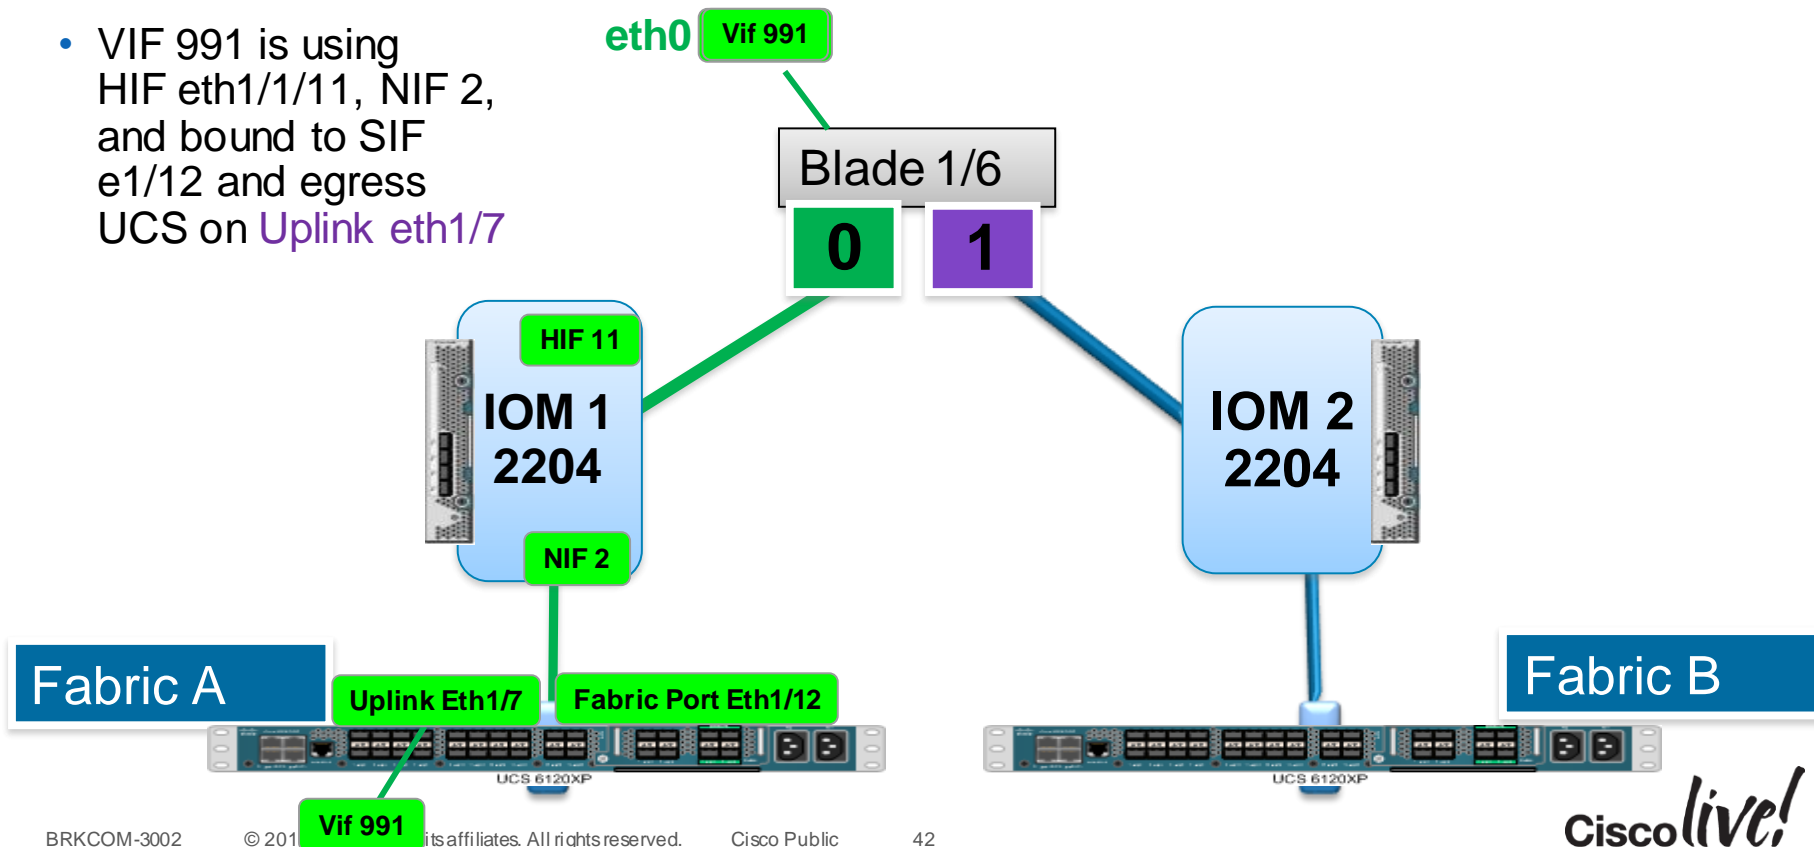 • VIF 991 is using
HIF eth1/1/11, NIF 2,
and bound to SIF
e1/12 and egress
UCS on Uplink eth1/7
eth0 Vif 991
Blade 1/6
0 1
HIF 11
IOM 1
2204
IOM 2
2204
NIF 2
Fabric A
Uplink Eth1/7
Fabric Port Eth1/12
Fabric B
UCS 6120XP
UCS 6120XP
Vif 991
BRKCOM-3002 © 201 its affiliates. All rights reserved. Cisco Public 42
Cisco live!